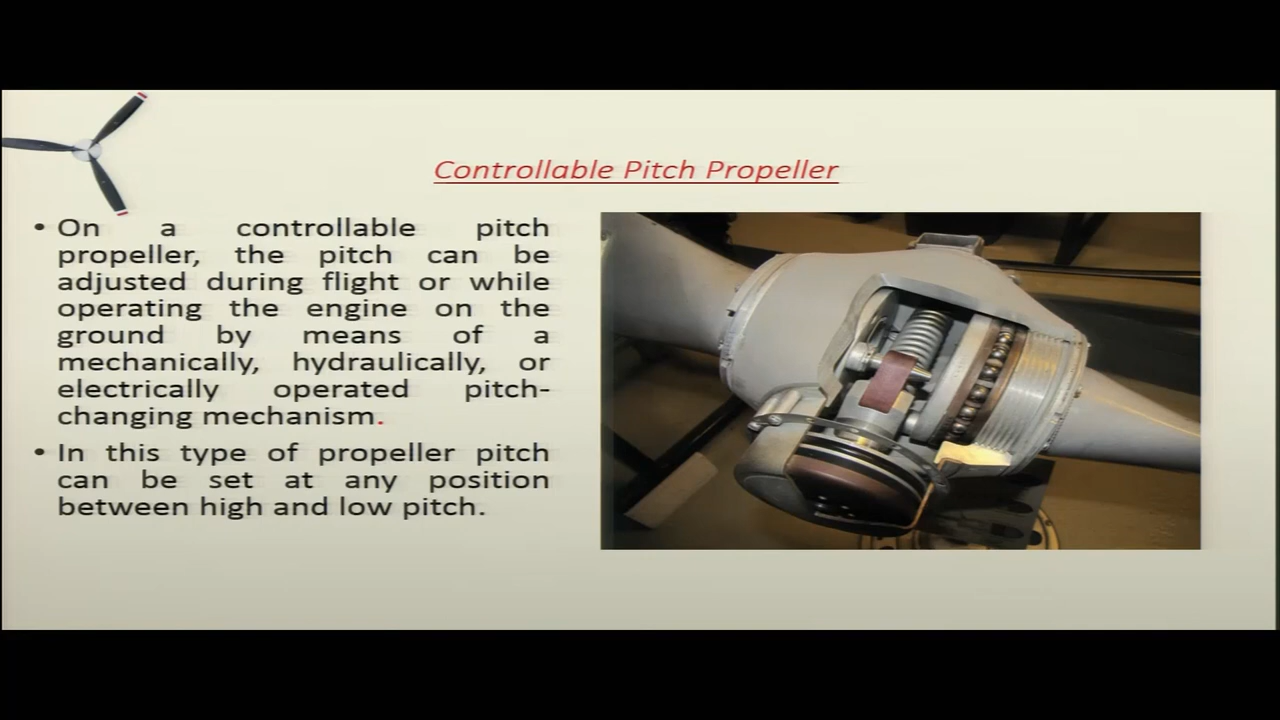 Controllable Pitch Propeller
• On a controllable pitch
propeller, the pitch can be
adjusted during flight or while
operating the engine on the
ground by means of a
mechanically, hydraulically, or
electrically operated pitch-
changing mechanism.
• In this type of propeller pitch
can be set at any position
between high and low pitch.